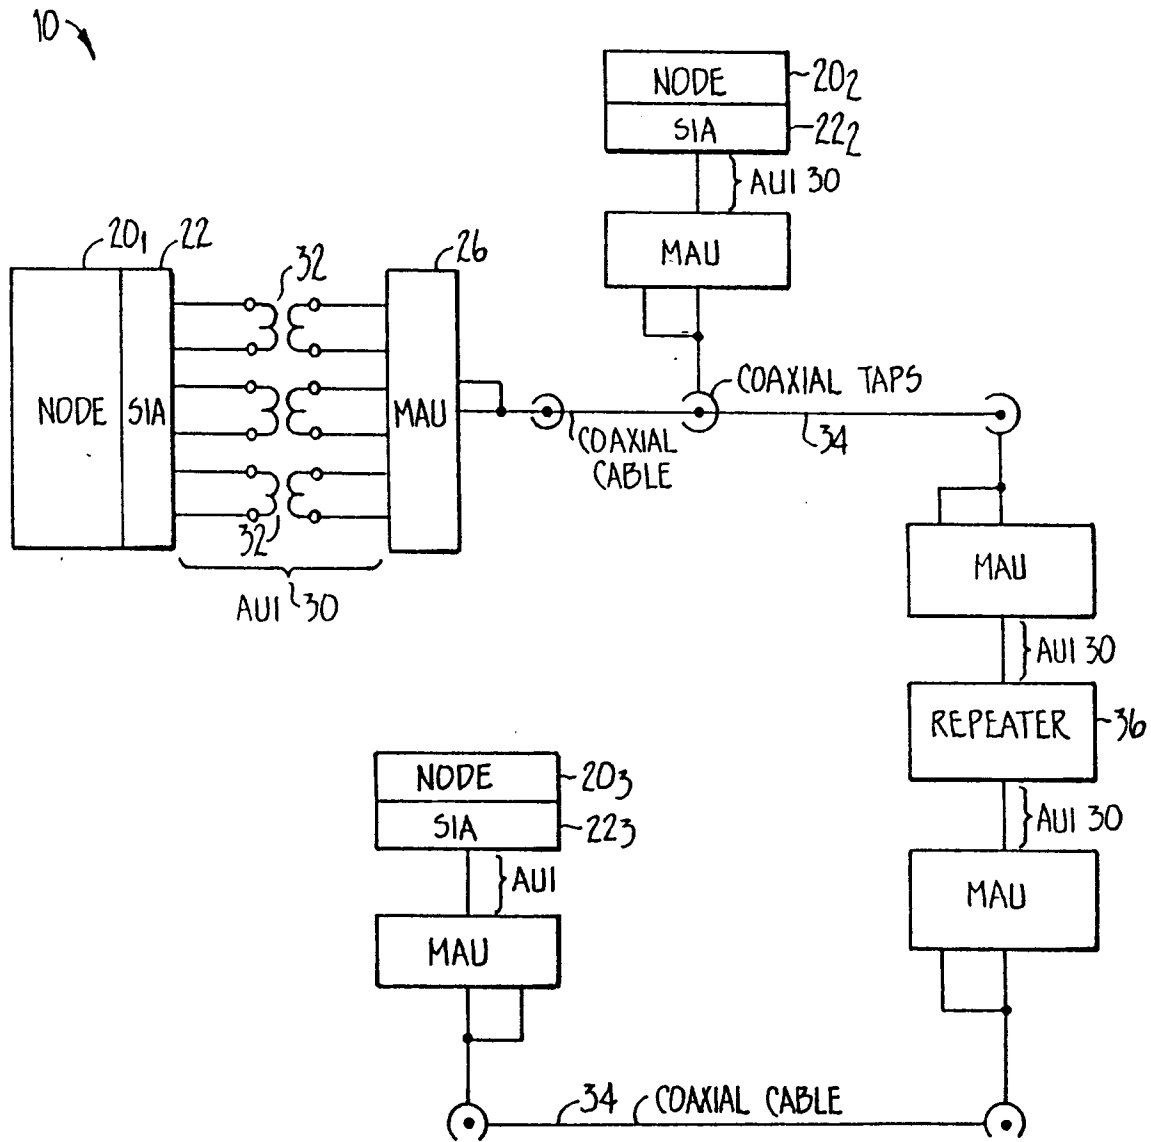 10
NODE
20₂
SIA
22₂
AUI 30
MAU
20₁
22
32
26
NODE
SIA
MAU
32
AUI 30
COAXIAL TAPS
COAXIAL
CABLE
34
MAU
AUI 30
REPEATER
36
AUI 30
MAU
NODE
20₃
SIA
22₃
AUI
MAU
34
COAXIAL CABLE